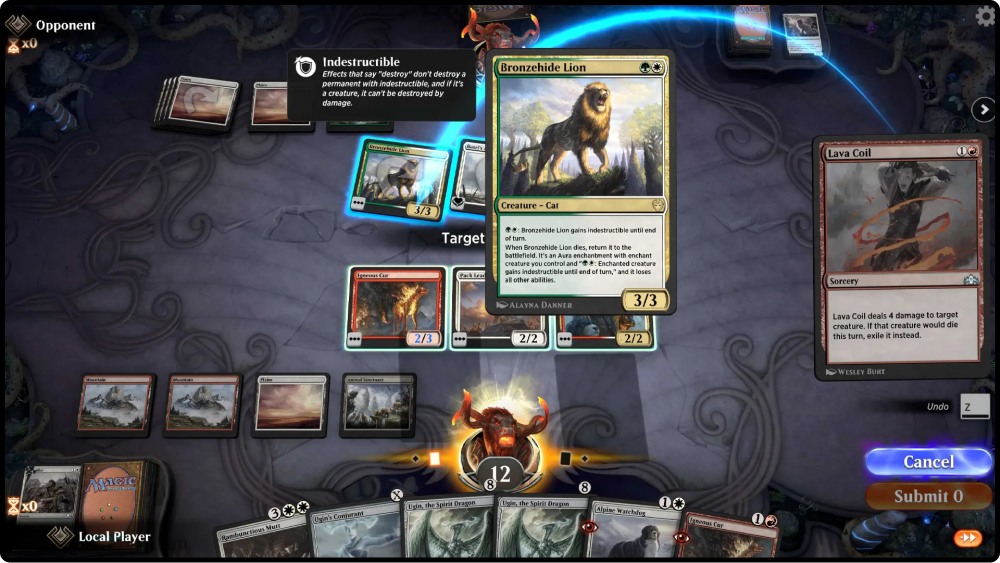 Opponent
x0
Indestructible
Effects that say "destroy" don't destroy a
permanent with indestructible, and if it's
a creature, it can't be destroyed by
damage.
Bronzehide Lion
Creature – Cat
: Bronzehide Lion gains indestructible until end
of turn.
When Bronzehide Lion dies, return it to the
battlefield. It's an Aura enchantment with enchant
creature you control and " : Enchanted creature
gains indestructible until end of turn," and it loses
all other abilities.
ALAYNA DANNER
3/3
Plains
Bronzehide Lion
3/3
Target
Lava Coil
1
Sorcery
Lava Coil deals 4 damage to target
creature. If that creature would die
this turn, exile it instead.
WESLEY BURT
Igneous Cur
2/3
Pack Lea
2/2
2/2
Mountain
Mountain
Plains
Animal Sanctuary
Undo
Z
Cancel
Submit 0
12
MAGIC
x0
Local Player
3
Rambunctious Mutt
X
Ugin's Conjurant
8
Ugin, the Spirit Dragon
8
Ugin, the Spirit Dragon
1
Alpine Watchdog
1
Igneous Cur